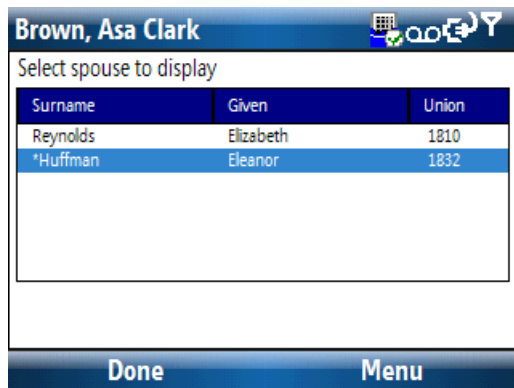 Brown, Asa Clark
Select spouse to display
Surname Given Union
Reynolds Elizabeth 1810
*Huffman Eleanor 1832
Done Menu